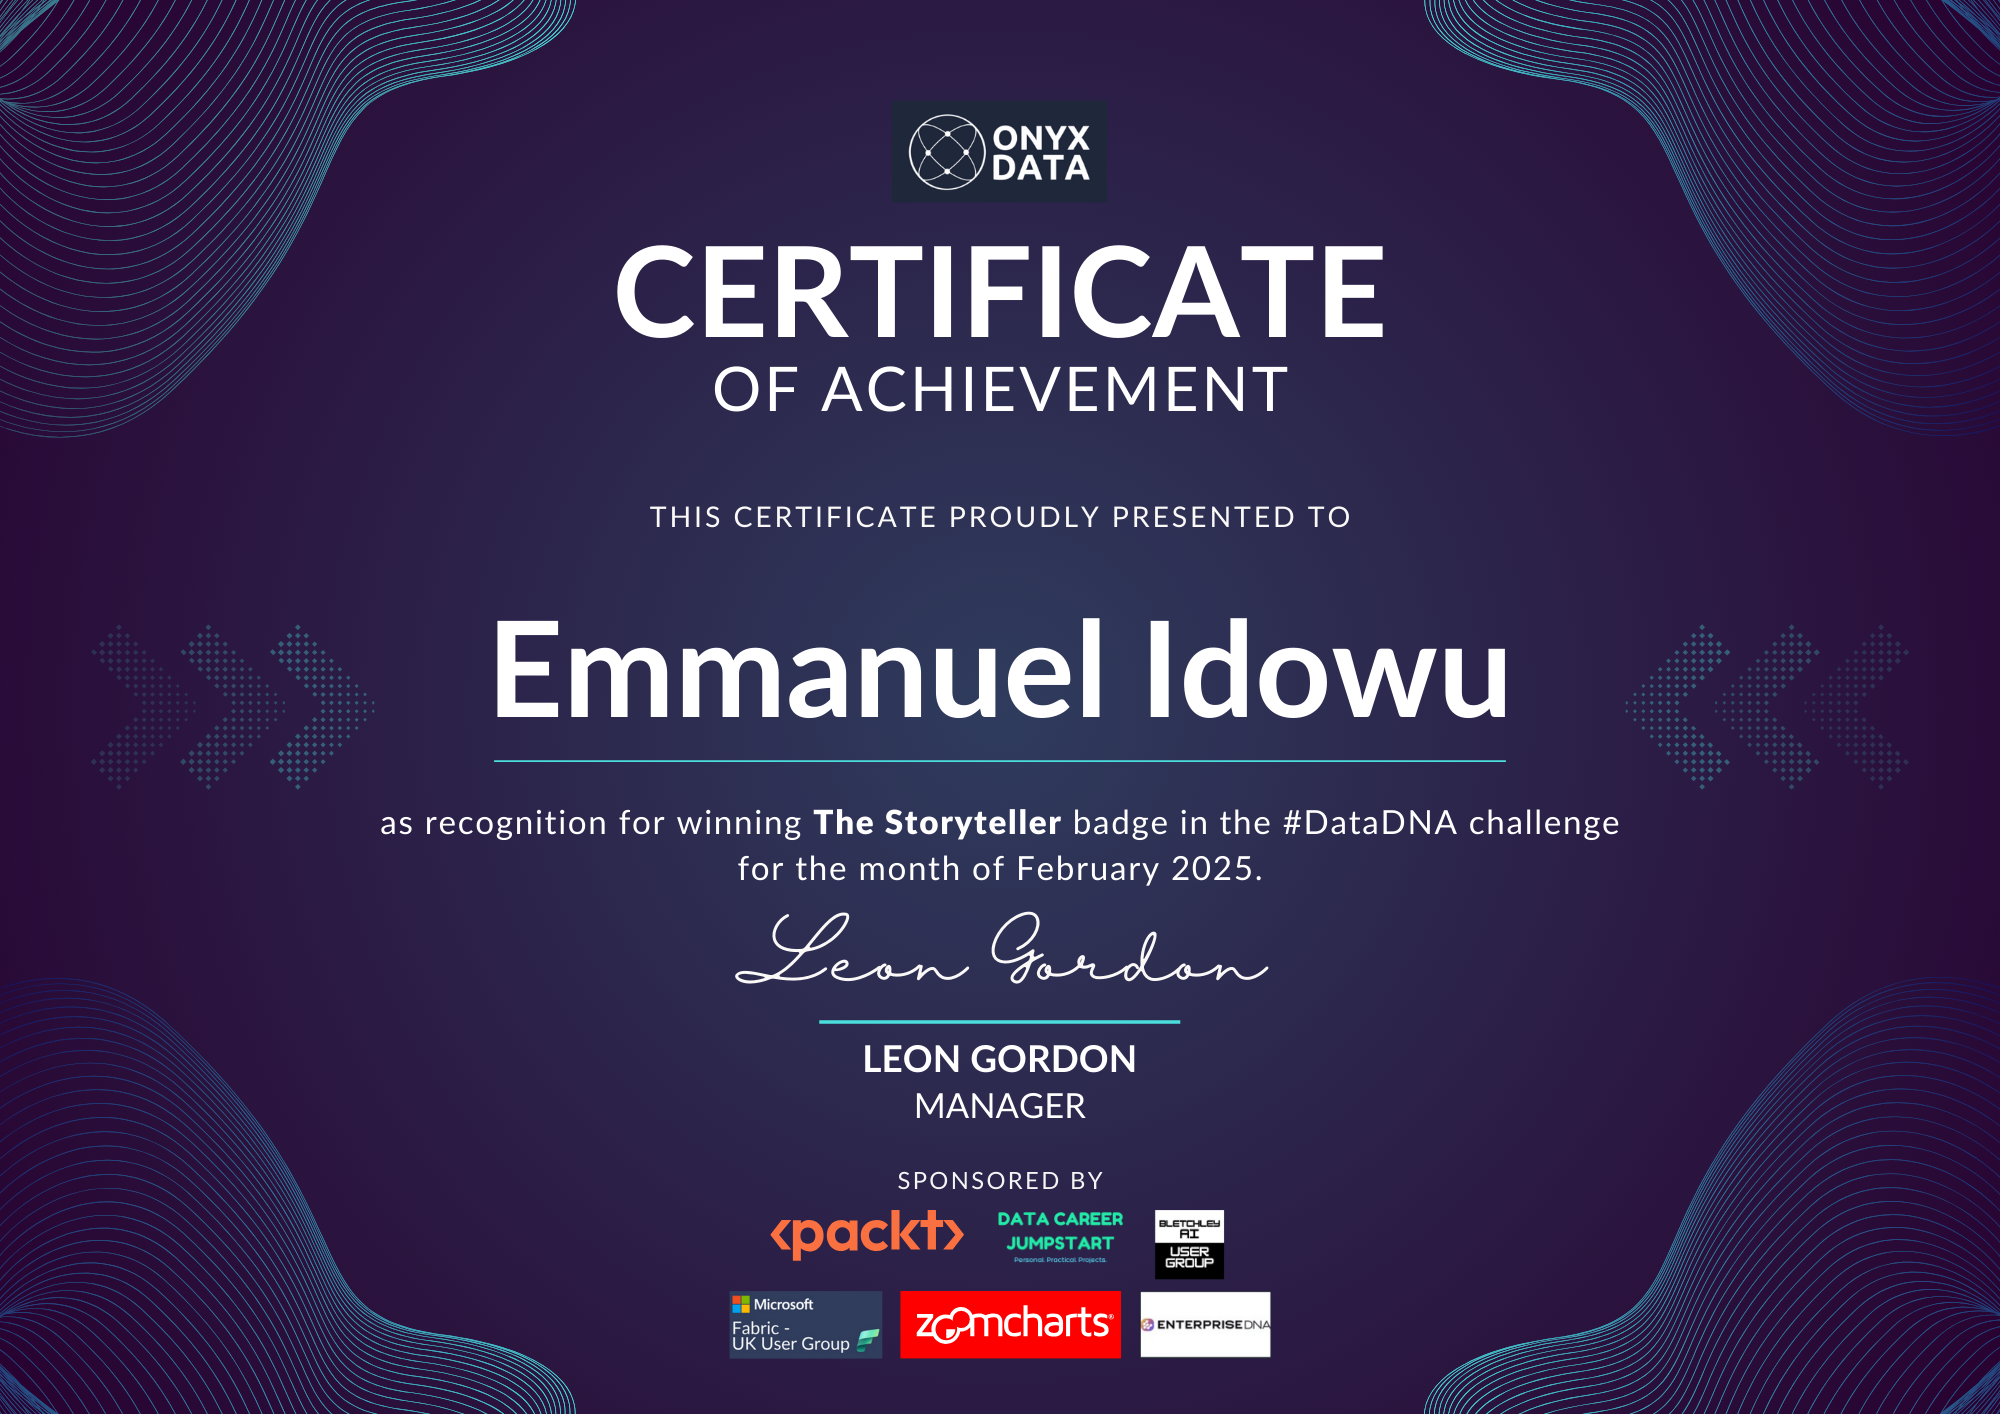 ONYX
DATA
CERTIFICATE
OF ACHIEVEMENT
THIS CERTIFICATE PROUDLY PRESENTED TO
Emmanuel Idowu
as recognition for winning The Storyteller badge in the #DataDNA challenge
for the month of February 2025.
Leon Gordon
LEON GORDON
MANAGER
SPONSORED BY
<packt>
DATA CAREER
JUMPSTART
Personal. Practical. Projects.
BLETCHLEY
AI
USER
GROUP
Microsoft
Fabric -
UK User Group
zoomcharts®
ENTERPRISE DNA